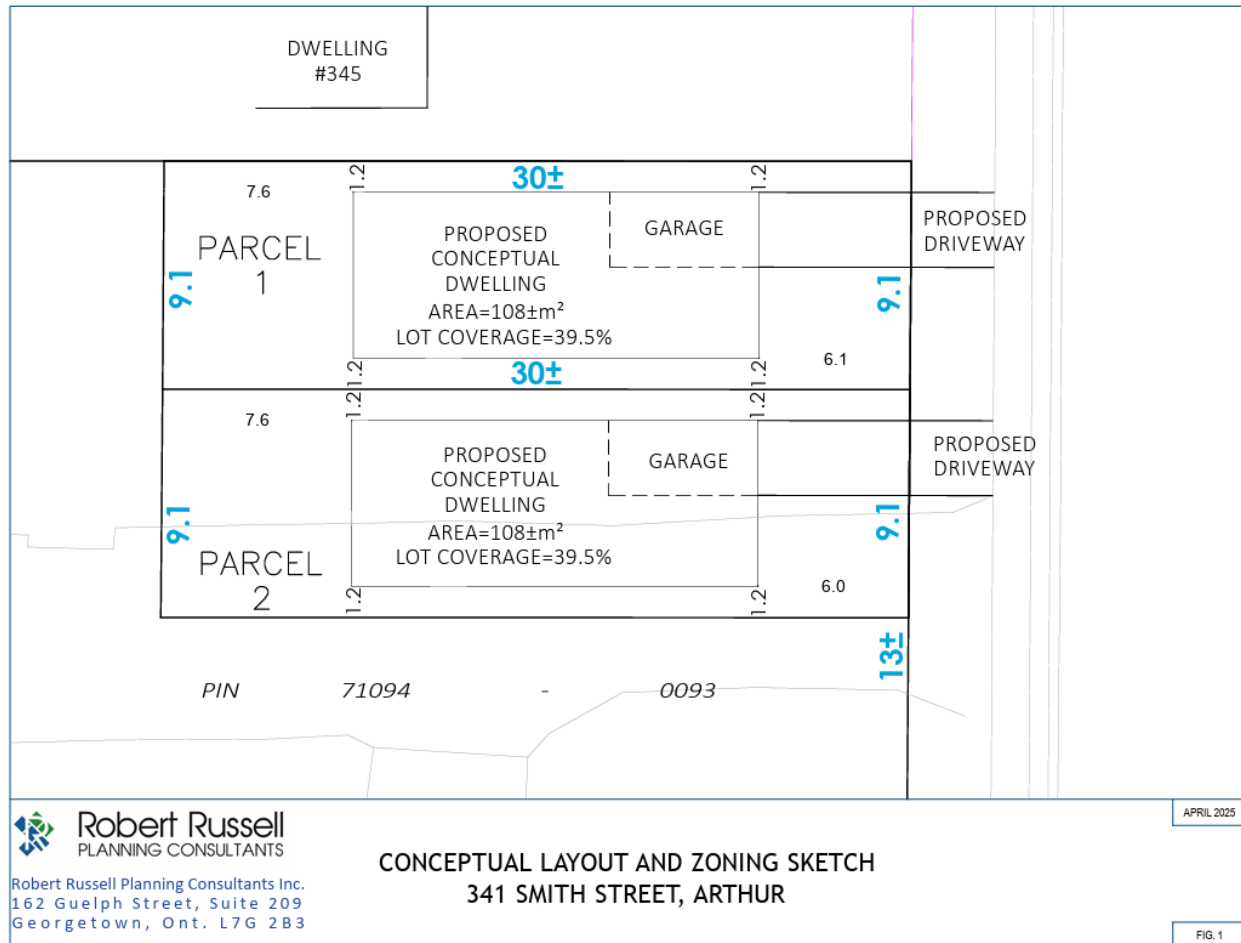 DWELLING
#345
1.2
30±
1.2
7.6
PARCEL
1
9.1
PROPOSED
CONCEPTUAL
DWELLING
AREA=108±m²
LOT COVERAGE=39.5%
GARAGE
PROPOSED
DRIVEWAY
9.1
6.1
1.2
30±
1.2
7.6
1.2
1.2
PROPOSED
CONCEPTUAL
DWELLING
AREA=108±m²
LOT COVERAGE=39.5%
GARAGE
PROPOSED
DRIVEWAY
9.1
9.1
PARCEL
2
6.0
1.2
1.2
13±
PIN 71094 - 0093
Robert Russell
PLANNING CONSULTANTS
Robert Russell Planning Consultants Inc.
162 Guelph Street, Suite 209
Georgetown, Ont. L7G 2B3
CONCEPTUAL LAYOUT AND ZONING SKETCH
341 SMITH STREET, ARTHUR
APRIL 2025
FIG. 1